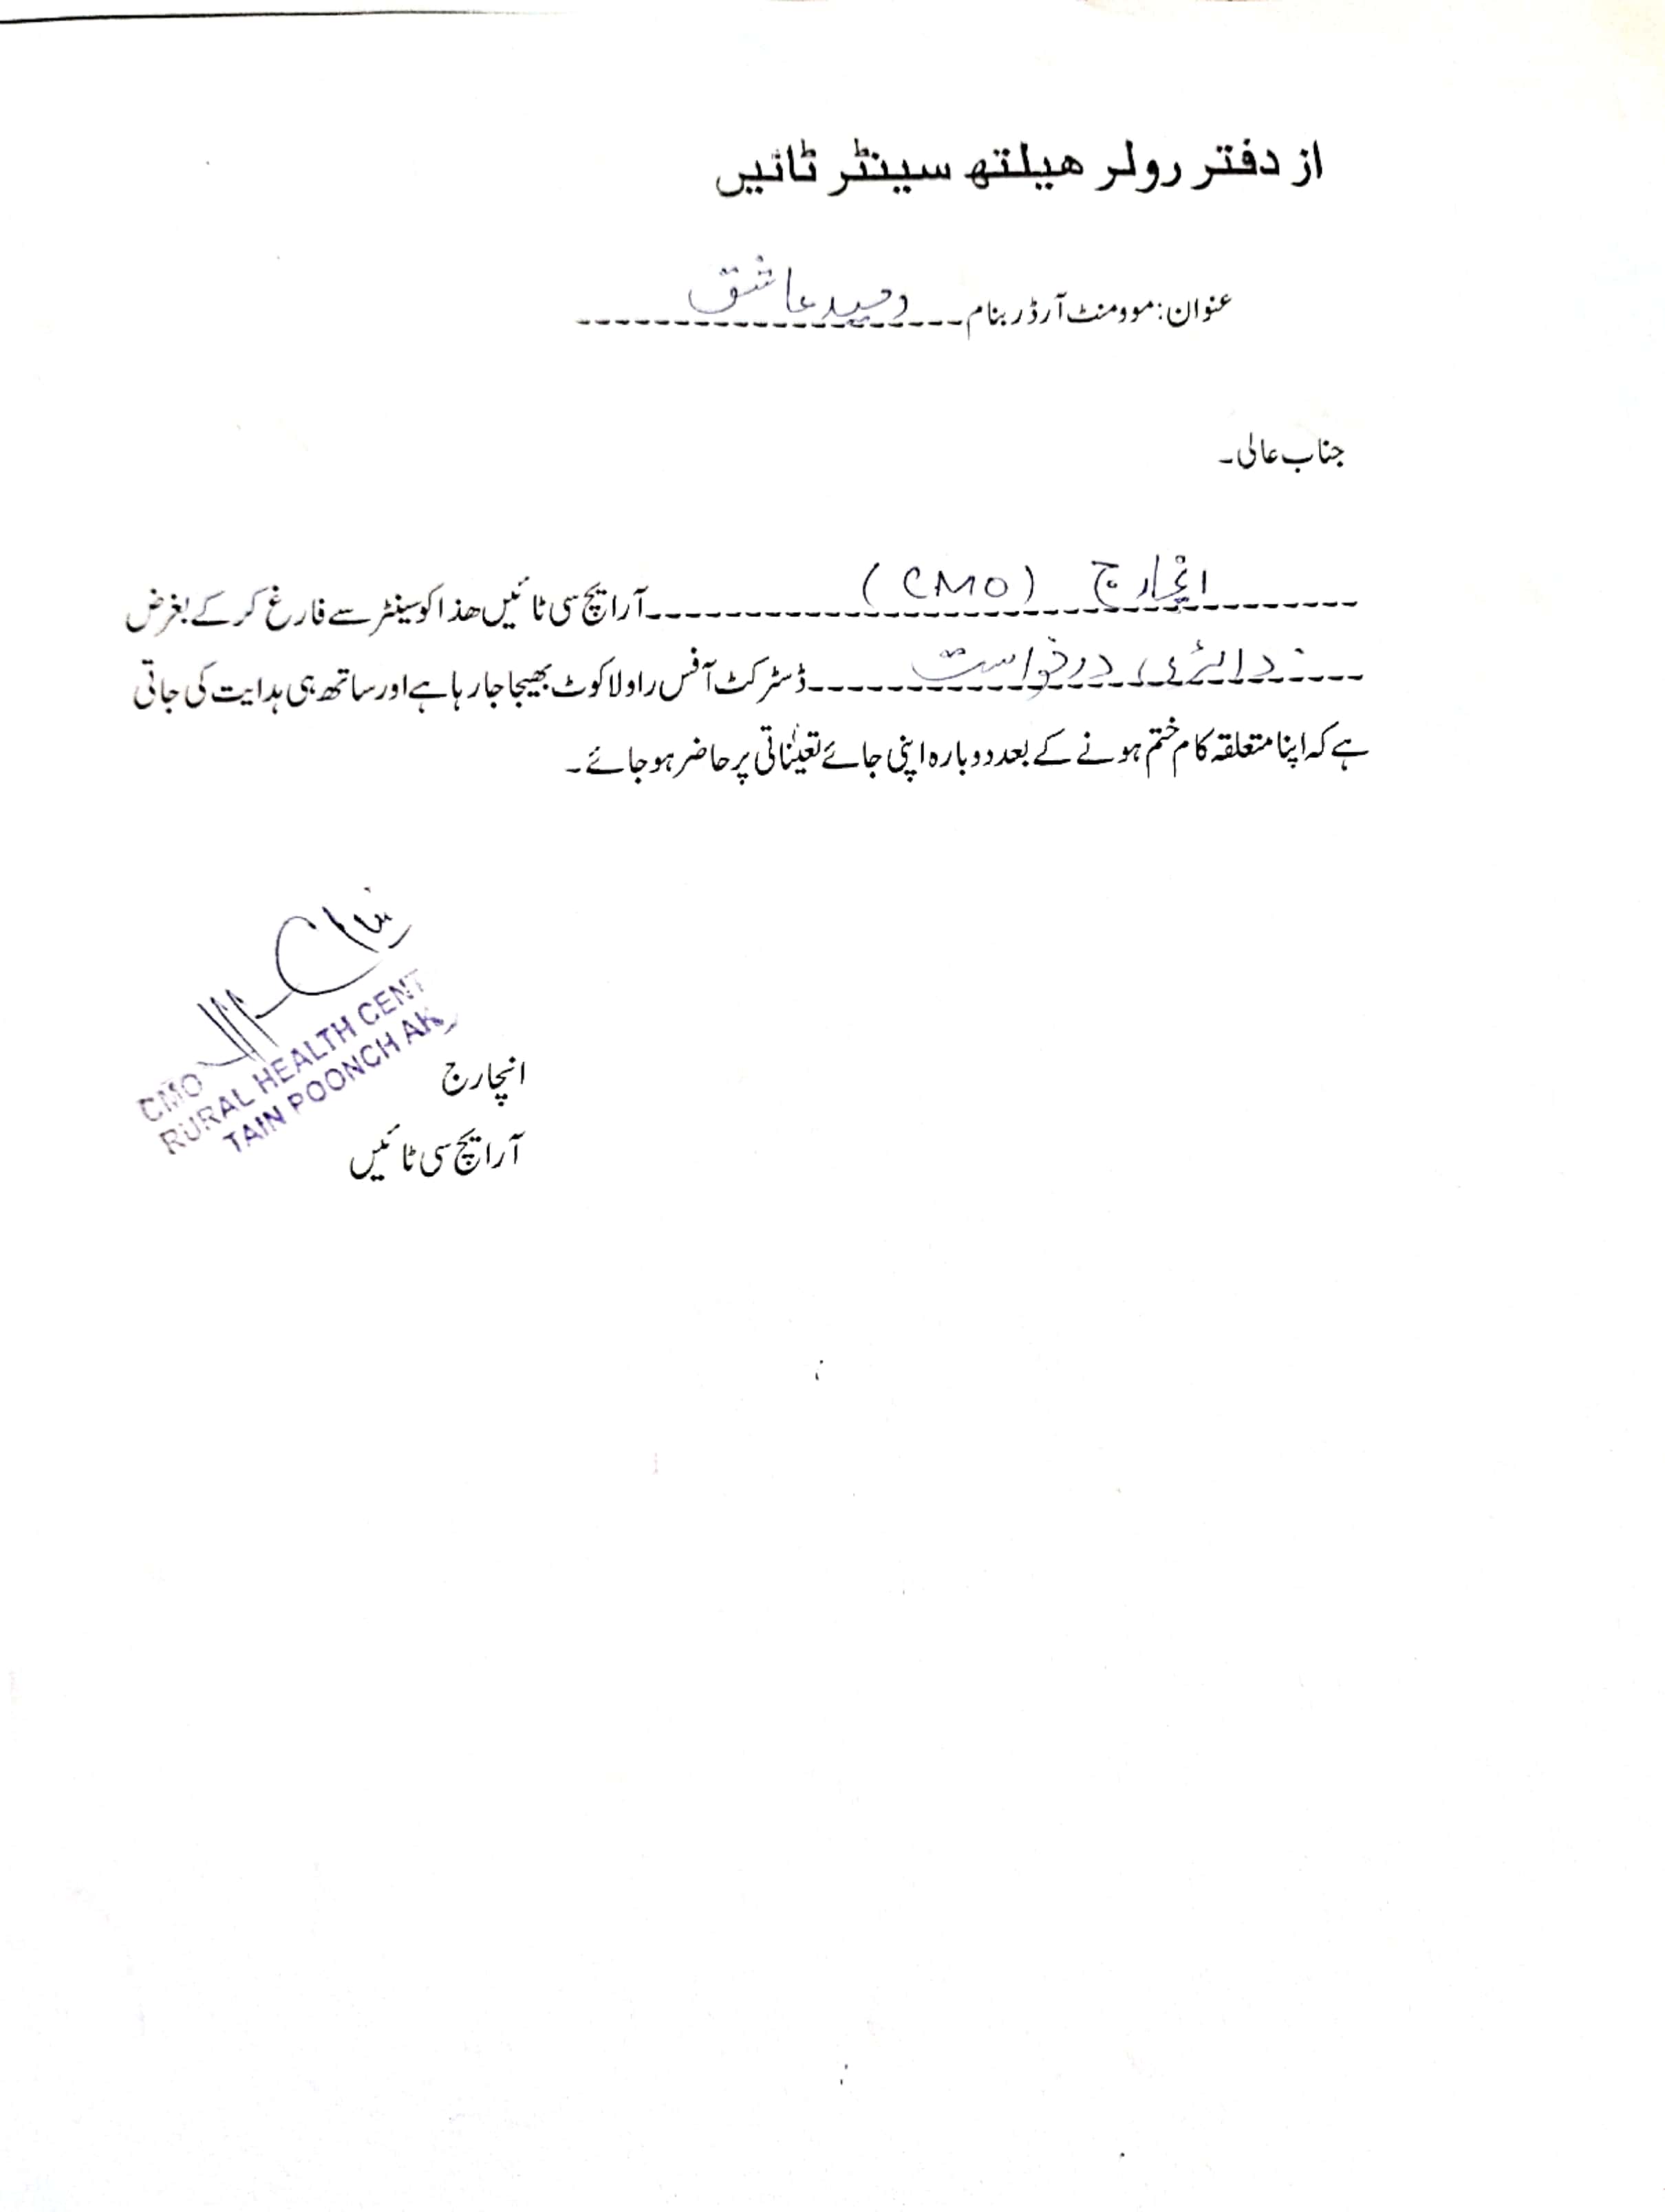 از دفتر رولر ھیلتھ سینٹر ٹائیں
عنوان: موومنٹ آرڈر بنام وحید عاشق
جناب عالی۔
انچارج (CMO) آر ایچ سی ٹائیں ھذا کو سینٹر سے فارغ کر کے بغرض
دائری درخواست ڈسٹرکٹ آفس راولاکوٹ بھیجا جا رہا ہے اور ساتھ ہی ہدایت کی جاتی
ہے کہ اپنا متعلقہ کام ختم ہونے کے بعد دوبارہ اپنی جائے تعیناتی پر حاضر ہو جائے۔
CMO
RURAL HEALTH CENT
TAIN POONCH AK
انچارج
آر ایچ سی ٹائیں